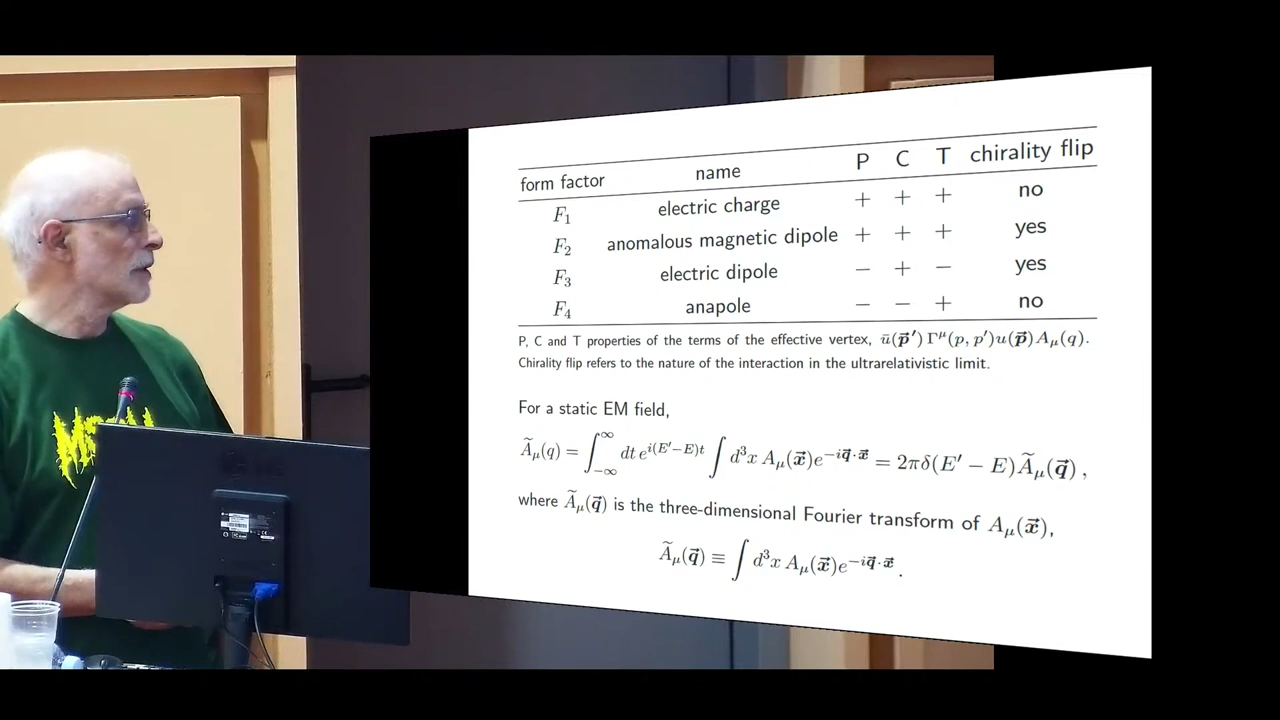 form factor name P C T chirality flip
F₁ electric charge + + + no
F₂ anomalous magnetic dipole + + + yes
F₃ electric dipole − + − yes
F₄ anapole − − + no
P, C and T properties of the terms of the effective vertex, ū(p⃗′) Γ^μ(p, p′)u(p⃗)A_μ(q).
Chirality flip refers to the nature of the interaction in the ultrarelativistic limit.
For a static EM field,
Ã_μ(q) = ∫_{−∞}^{∞} dt e^{i(E′−E)t} ∫ d³x A_μ(x⃗)e^{−iq⃗·x⃗} = 2πδ(E′ − E)Ã_μ(q⃗) ,
where Ã_μ(q⃗) is the three-dimensional Fourier transform of A_μ(x⃗),
Ã_μ(q⃗) ≡ ∫ d³x A_μ(x⃗)e^{−iq⃗·x⃗} .